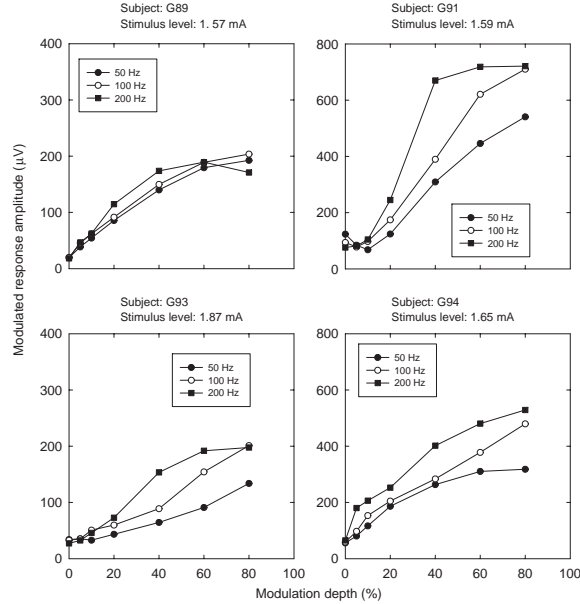 Subject: G89
Stimulus level: 1. 57 mA
Subject: G91
Stimulus level: 1.59 mA
400
300
200
100
0
50 Hz
100 Hz
200 Hz
800
600
400
200
0
50 Hz
100 Hz
200 Hz
Modulated response amplitude (µV)
Subject: G93
Stimulus level: 1.87 mA
Subject: G94
Stimulus level: 1.65 mA
400
300
200
100
0
50 Hz
100 Hz
200 Hz
0 20 40 60 80 100
800
600
400
200
0
50 Hz
100 Hz
200 Hz
0 20 40 60 80 100
Modulation depth (%)